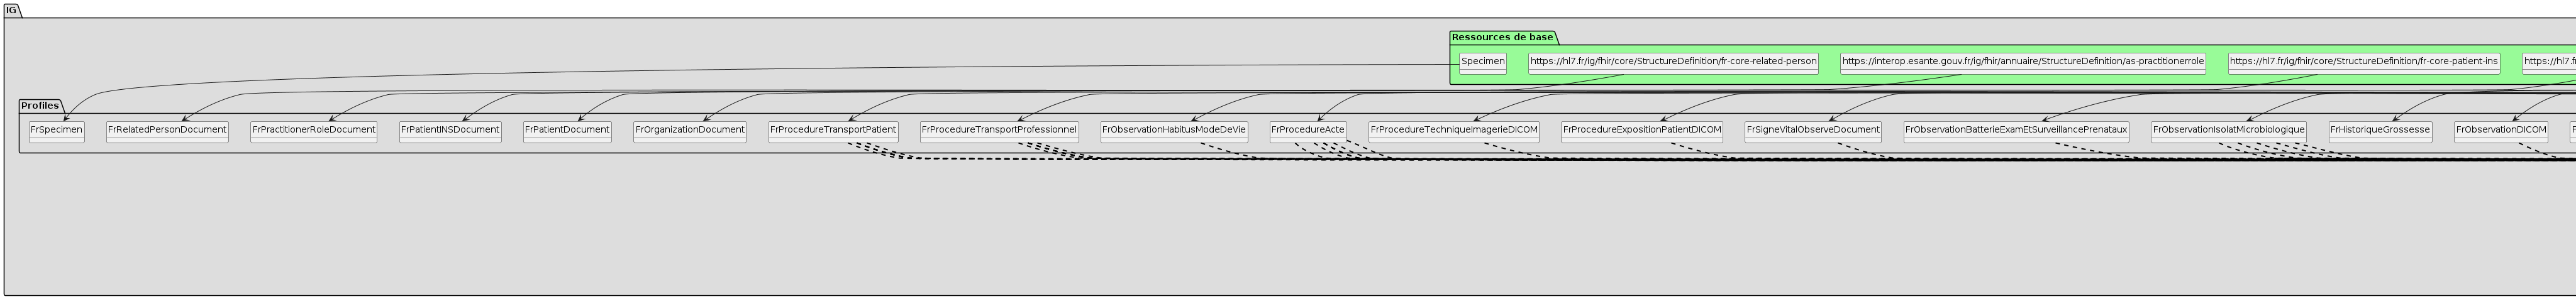 IG
Ressources de base
Specimen
https://hl7.fr/ig/fhir/core/StructureDefinition/fr-core-related-person
https://interop.esante.gouv.fr/ig/fhir/annuaire/StructureDefinition/as-practitionerrole
https://hl7.fr/ig/fhir/core/StructureDefinition/fr-core-patient-ins
https://hl7.f
Profiles
FrSpecimen
FrRelatedPersonDocument
FrPractitionerRoleDocument
FrPatientINSDocument
FrPatientDocument
FrOrganizationDocument
FrProcedureTransportPatient
FrProcedureTransportProfessionnel
FrObservationHabitusModeDeVie
FrProcedureActe
FrProcedureTechniqueImagerieDICOM
FrProcedureExpositionPatientDICOM
FrSigneVitalObserveDocument
FrObservationBatterieExamEtSurveillancePrenataux
FrObservationIsolatMicrobiologique
FrHistoriqueGrossesse
FrObservationDICOM